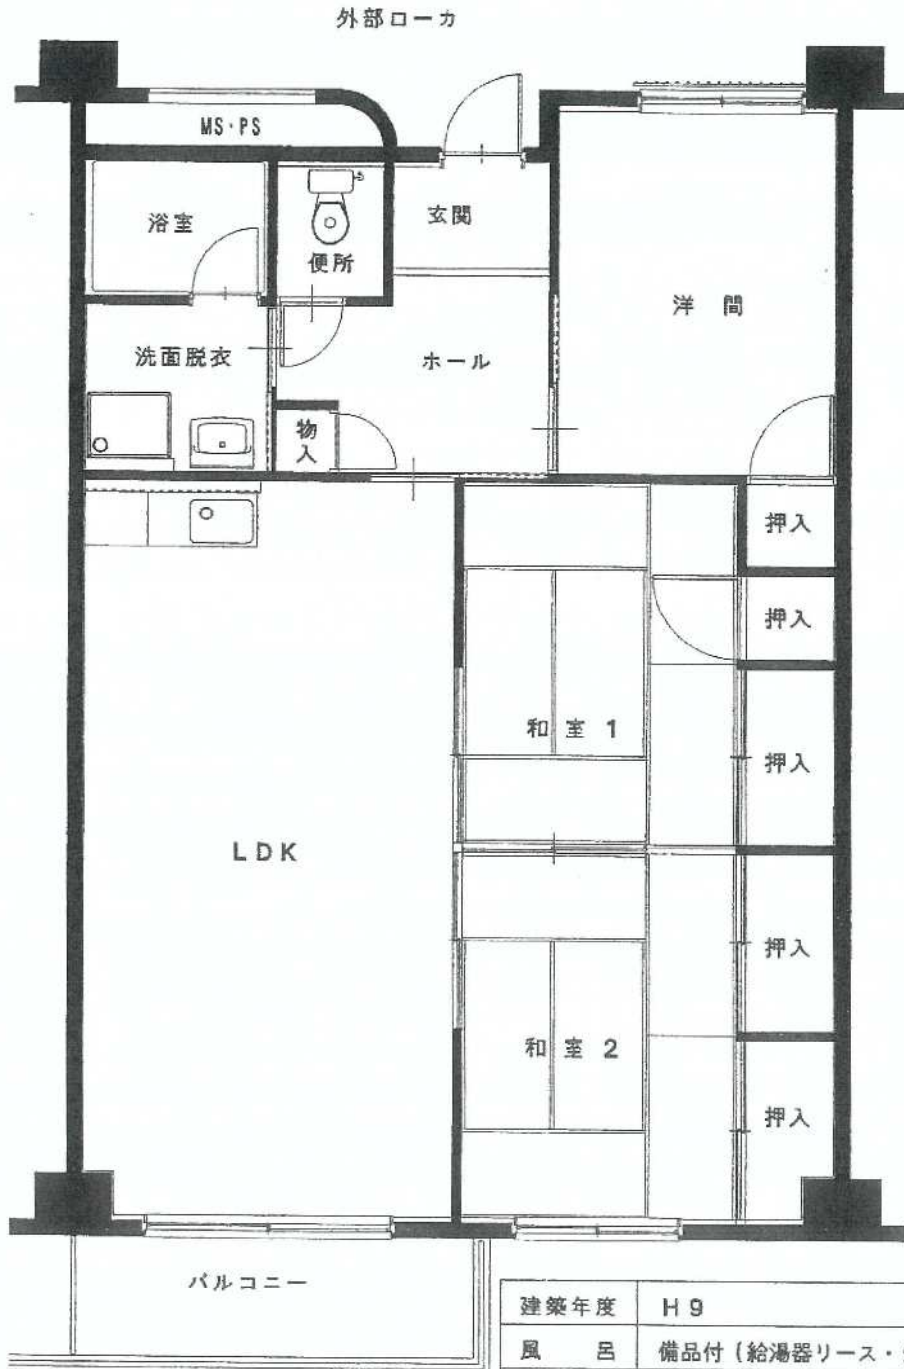 外部ローカ
MS・PS
浴室
便所
玄関
洋間
洗面脱衣
ホール
物入
押入
押入
和室 1
押入
LDK
押入
和室 2
押入
バルコニー
建築年度 H9
風呂 備品付(給湯器リース・